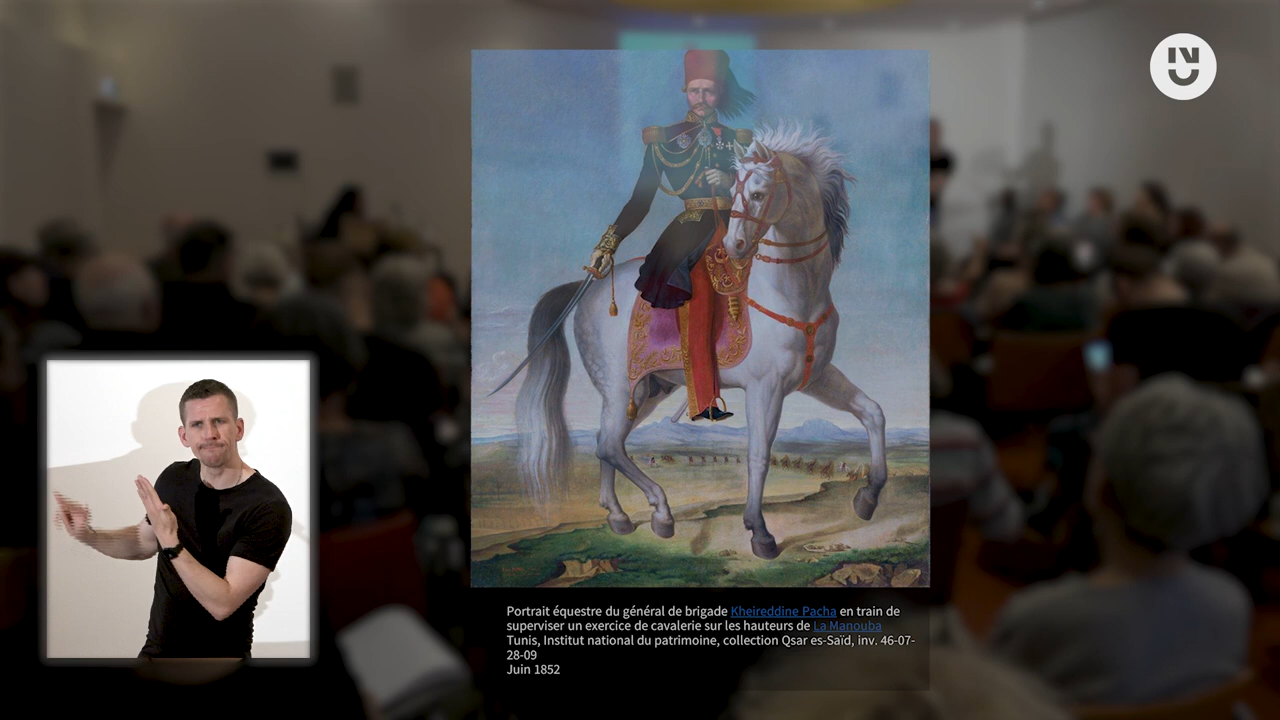 INU
Portrait équestre du général de brigade Kheireddine Pacha en train de
superviser un exercice de cavalerie sur les hauteurs de La Manouba
Tunis, Institut national du patrimoine, collection Qsar es-Saïd, inv. 46-07-
28-09
Juin 1852